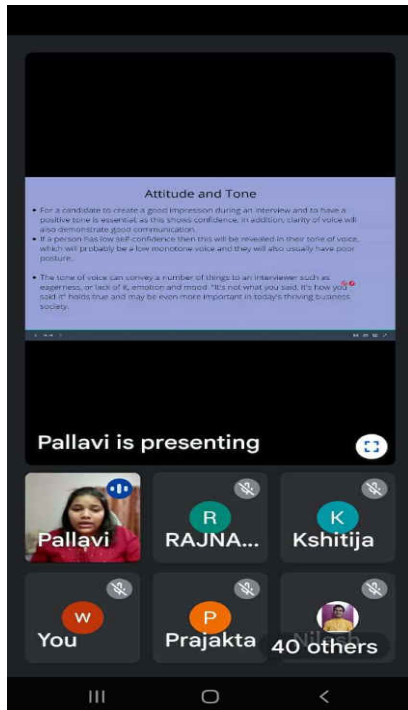 Attitude and Tone
• For a candidate to create a good impression during an interview and to have a
positive tone is essential, as this shows confidence. In addition, clarity of voice will
also demonstrate good communication.
• If a person has low self confidence then this will be revealed in their tone of voice,
which will probably be a low monotone voice and they will also usually have poor
posture.
• The tone of voice can convey a number of things to an interviewer such as
eagerness, or lack of it, emotion and mood. "It's not what you said, it's how you
said it" holds true and may be even more important in today's thriving business
society.
Pallavi is presenting
Pallavi
R
RAJNA...
K
Kshitija
W
You
P
Prajakta
40 others